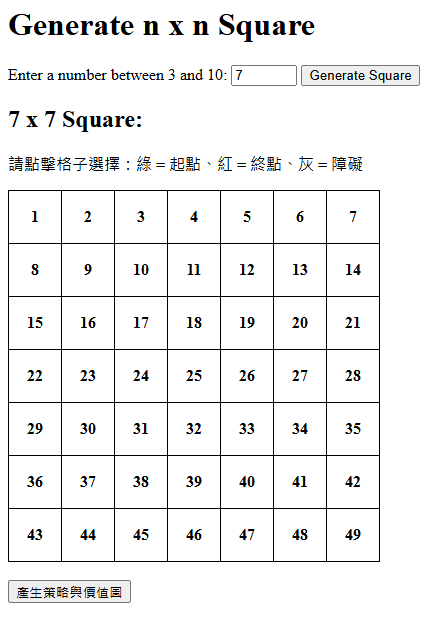 Generate n x n Square
Enter a number between 3 and 10: 7 Generate Square
7 x 7 Square:
請點擊格子選擇：綠 = 起點、紅 = 終點、灰 = 障礙
1 2 3 4 5 6 7
8 9 10 11 12 13 14
15 16 17 18 19 20 21
22 23 24 25 26 27 28
29 30 31 32 33 34 35
36 37 38 39 40 41 42
43 44 45 46 47 48 49
產生策略與價值圖